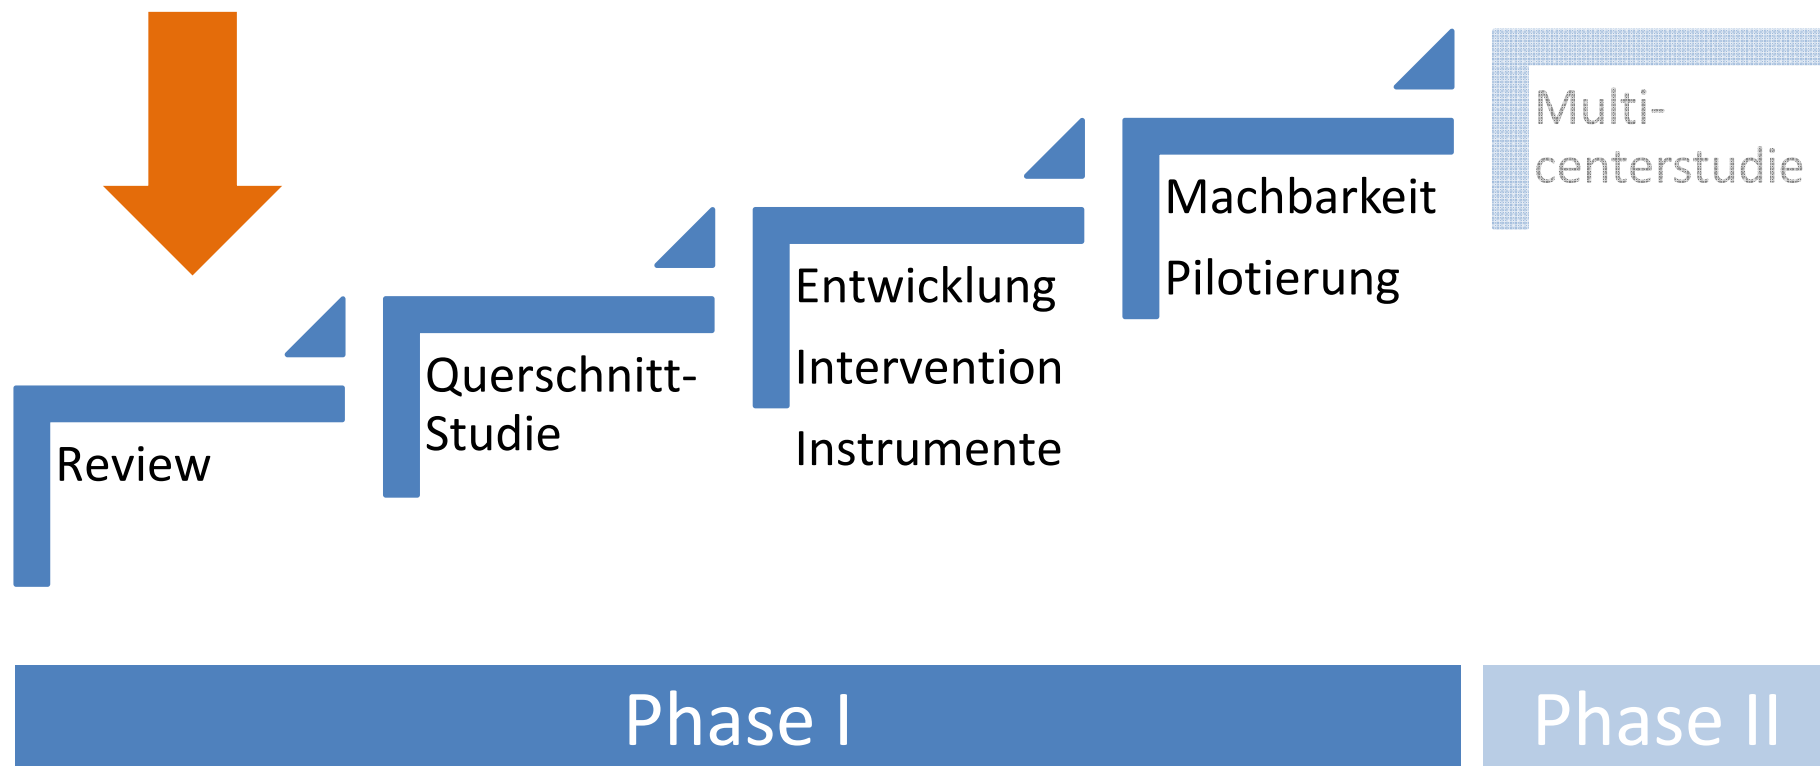 Review
Querschnitt-
Studie
Entwicklung
Intervention
Instrumente
Machbarkeit
Pilotierung
Multi-
centerstudie
Phase I
Phase II